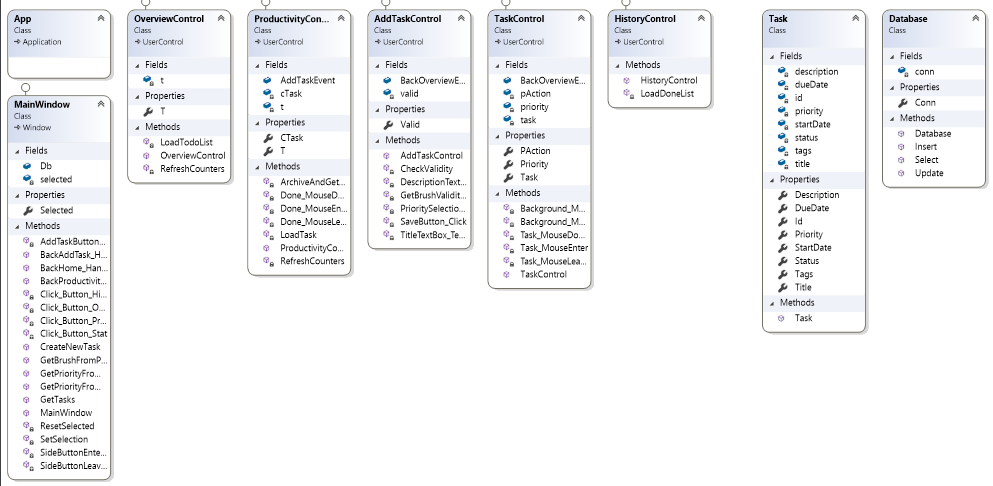 App
Class
Application
MainWindow
Class
Window
Fields
Db
selected
Properties
Selected
Methods
AddTaskButton...
BackAddTask_H...
BackHome_Han...
BackProductivit...
Click_Button_Hi...
Click_Button_O...
Click_Button_Pr...
Click_Button_Stat
CreateNewTask
GetBrushFromP...
GetPriorityFro...
GetPriorityFro...
GetTasks
MainWindow
ResetSelected
SetSelection
SideButtonEnte...
SideButtonLeav...
OverviewControl
Class
UserControl
Fields
t
Properties
T
Methods
LoadTodoList
OverviewControl
RefreshCounters
ProductivityCon...
Class
UserControl
Fields
AddTaskEvent
cTask
t
Properties
CTask
T
Methods
ArchiveAndGet...
Done_MouseD...
Done_MouseEn...
Done_MouseLe...
LoadTask
ProductivityCo...
RefreshCounters
AddTaskControl
Class
UserControl
Fields
BackOverviewE...
valid
Properties
Valid
Methods
AddTaskControl
CheckValidity
DescriptionText...
GetBrushValidit...
PrioritySelectio...
SaveButton_Click
TitleTextBox_Te...
TaskControl
Class
UserControl
Fields
BackOverviewE...
pAction
priority
task
Properties
PAction
Priority
Task
Methods
Background_M...
Background_M...
Task_MouseDo...
Task_MouseEnter
Task_MouseLea...
TaskControl
HistoryControl
Class
UserControl
Methods
HistoryControl
LoadDoneList
Task
Class
Fields
description
dueDate
id
priority
startDate
status
tags
title
Properties
Description
DueDate
Id
Priority
StartDate
Status
Tags
Title
Methods
Task
Database
Class
Fields
conn
Properties
Conn
Methods
Database
Insert
Select
Update